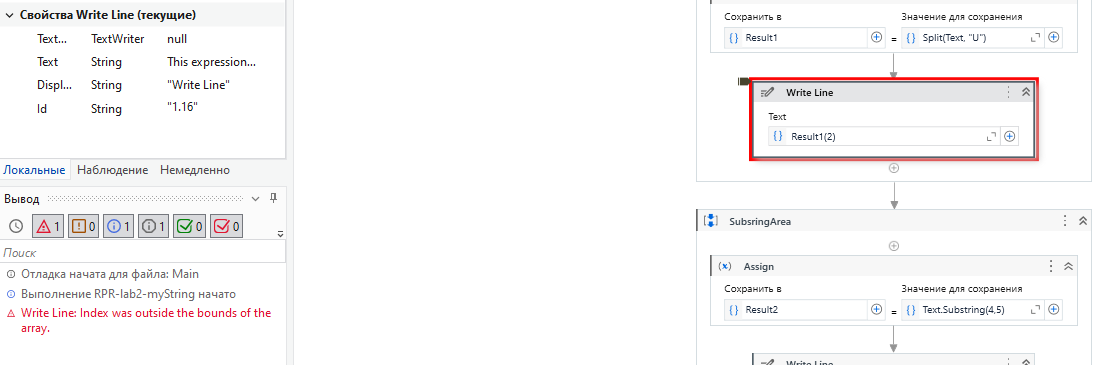 Свойства Write Line (текущие)
Text... TextWriter null
Text String This expression...
Displ... String "Write Line"
Id String "1.16"
Локальные Наблюдение Немедленно
Вывод
1 0 1 1 0 0
Поиск
Отладка начата для файла: Main
Выполнение RPR-lab2-myString начато
Write Line: Index was outside the bounds of the
array.
Сохранить в Значение для сохранения
Result1 = Split(Text, "U")
Write Line
Text
Result1(2)
SubsringArea
Assign
Сохранить в Значение для сохранения
Result2 = Text.Substring(4,5)
Write Line